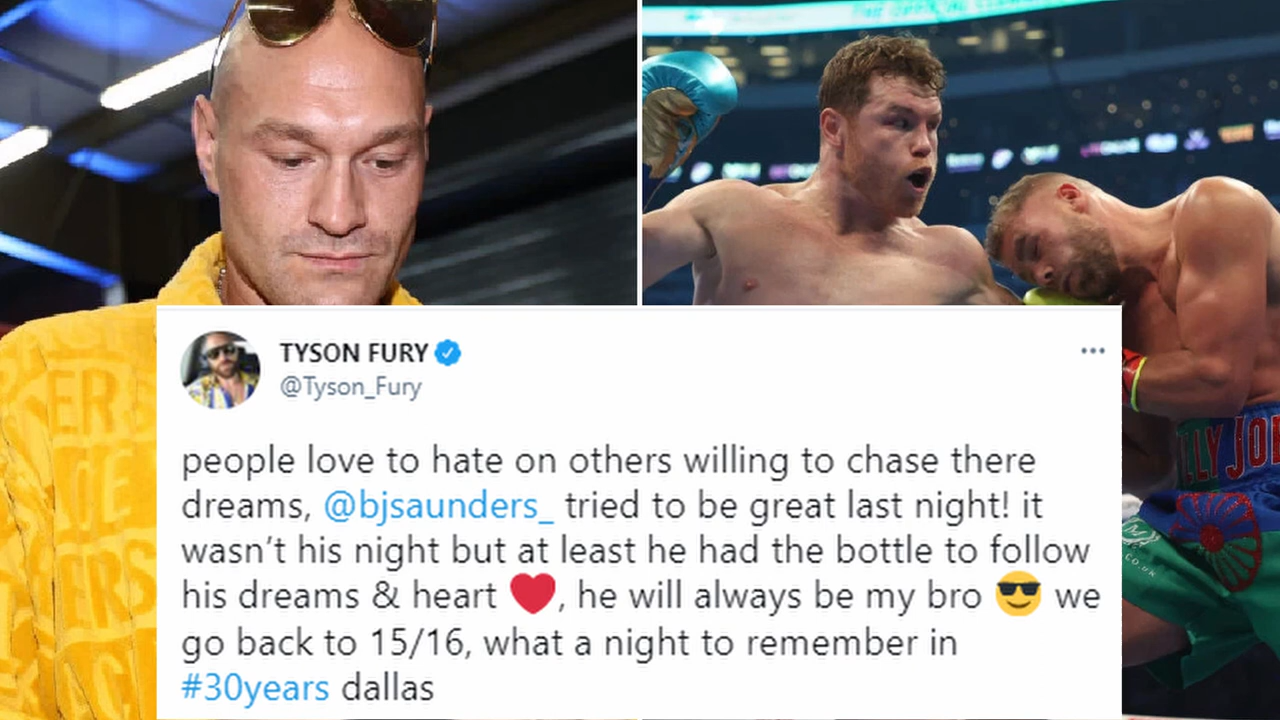 TYSON FURY
@Tyson_Fury
people love to hate on others willing to chase there
dreams, @bjsaunders_ tried to be great last night! it
wasn’t his night but at least he had the bottle to follow
his dreams & heart ❤️, he will always be my bro 😎 we
go back to 15/16, what a night to remember in
#30years dallas